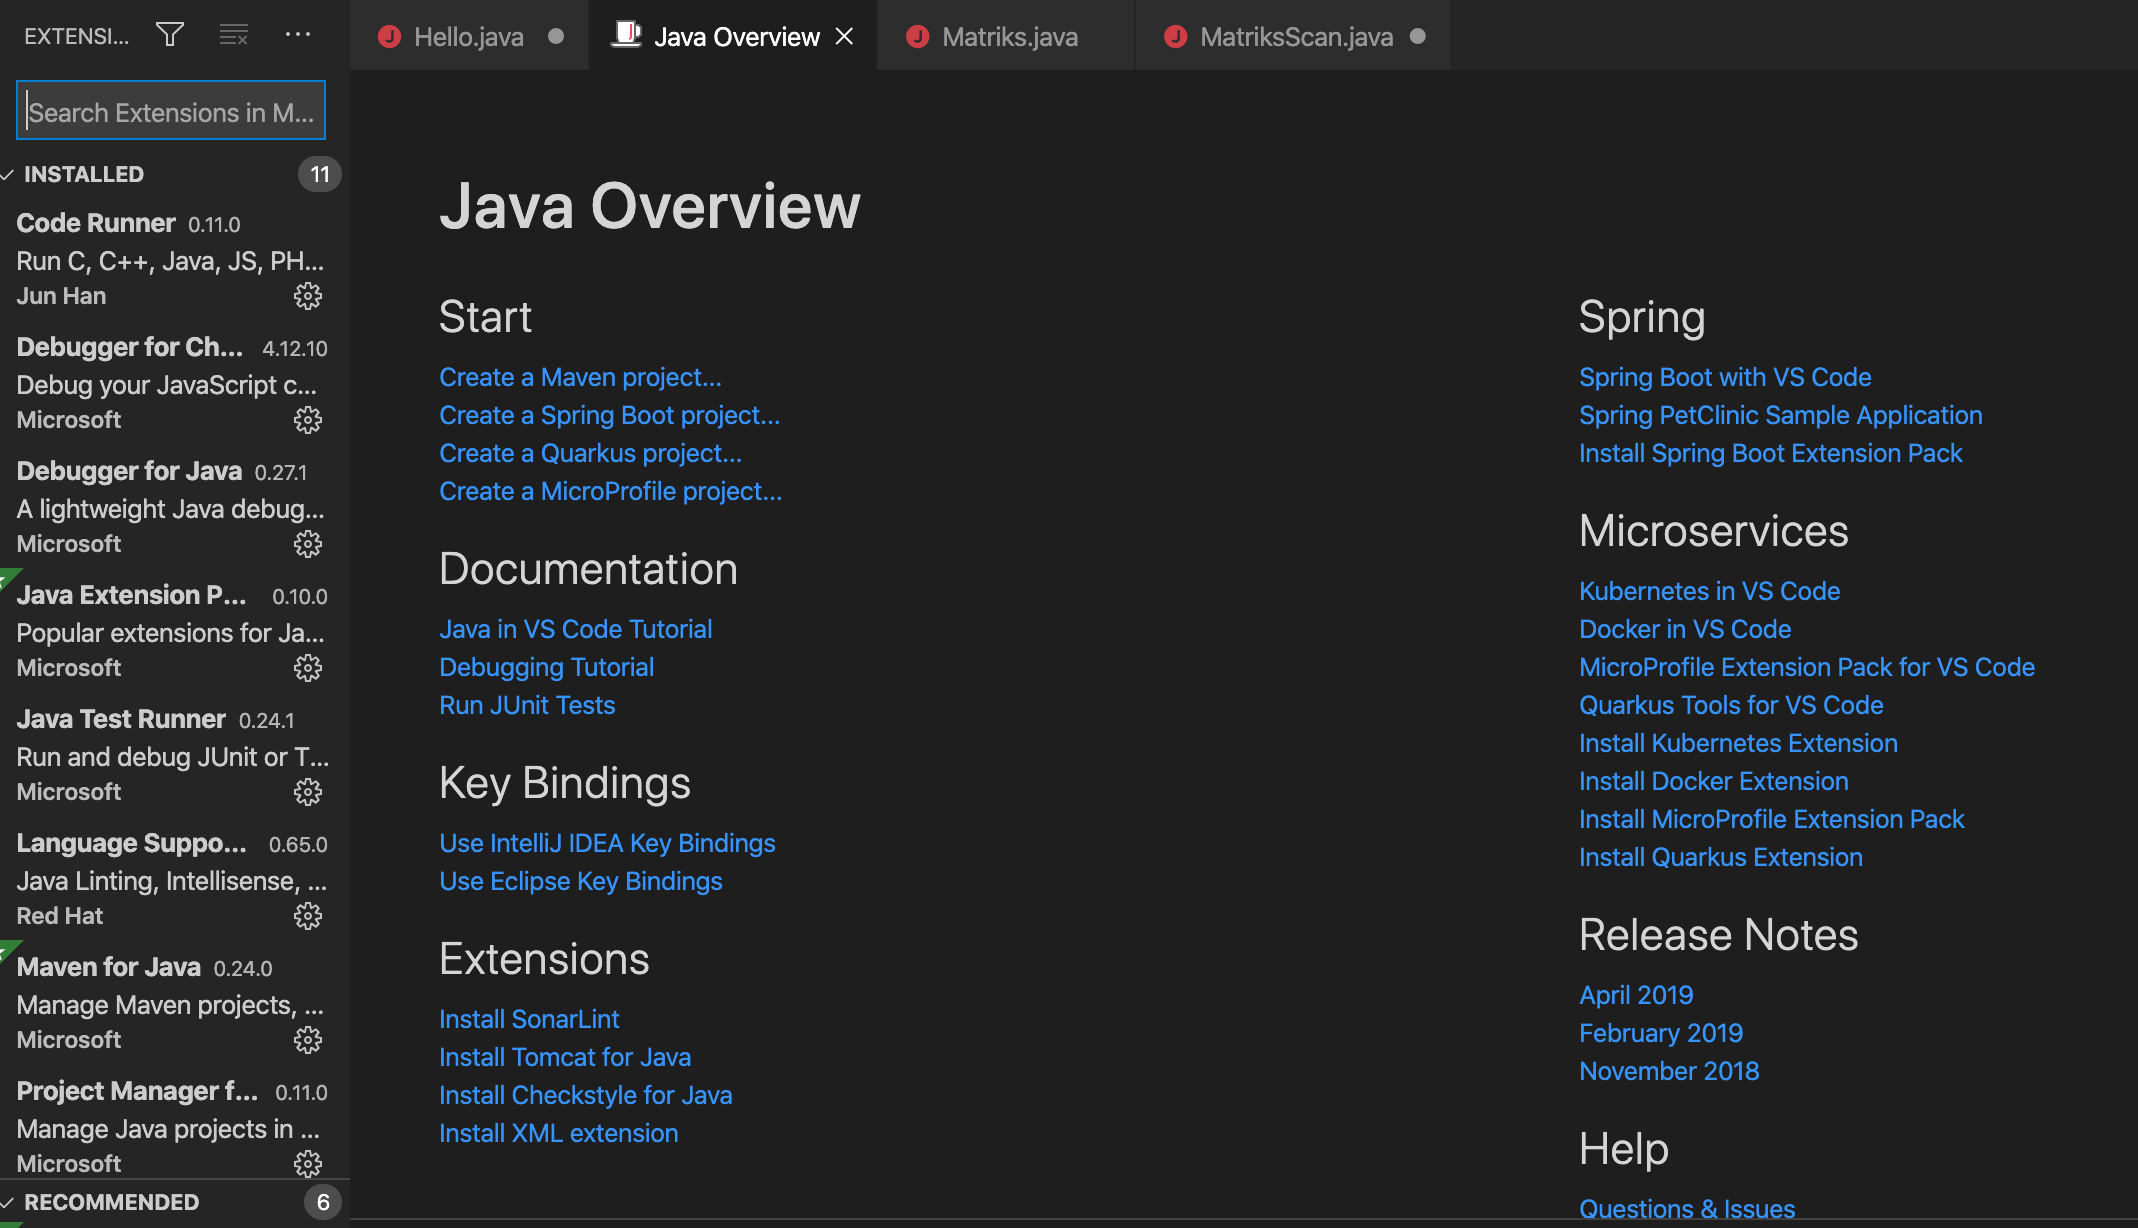 EXTENSI...
Search Extensions in M...
INSTALLED 11
Code Runner 0.11.0
Run C, C++, Java, JS, PH...
Jun Han
Debugger for Ch... 4.12.10
Debug your JavaScript c...
Microsoft
Debugger for Java 0.27.1
A lightweight Java debug...
Microsoft
Java Extension P... 0.10.0
Popular extensions for Ja...
Microsoft
Java Test Runner 0.24.1
Run and debug JUnit or T...
Microsoft
Language Suppo... 0.65.0
Java Linting, Intellisense, ...
Red Hat
Maven for Java 0.24.0
Manage Maven projects, ...
Microsoft
Project Manager f... 0.11.0
Manage Java projects in ...
Microsoft
RECOMMENDED 6
Hello.java
Java Overview
Matriks.java
MatriksScan.java
Java Overview
Start
Create a Maven project...
Create a Spring Boot project...
Create a Quarkus project...
Create a MicroProfile project...
Documentation
Java in VS Code Tutorial
Debugging Tutorial
Run JUnit Tests
Key Bindings
Use IntelliJ IDEA Key Bindings
Use Eclipse Key Bindings
Extensions
Install SonarLint
Install Tomcat for Java
Install Checkstyle for Java
Install XML extension
Spring
Spring Boot with VS Code
Spring PetClinic Sample Application
Install Spring Boot Extension Pack
Microservices
Kubernetes in VS Code
Docker in VS Code
MicroProfile Extension Pack for VS Code
Quarkus Tools for VS Code
Install Kubernetes Extension
Install Docker Extension
Install MicroProfile Extension Pack
Install Quarkus Extension
Release Notes
April 2019
February 2019
November 2018
Help
Questions & Issues